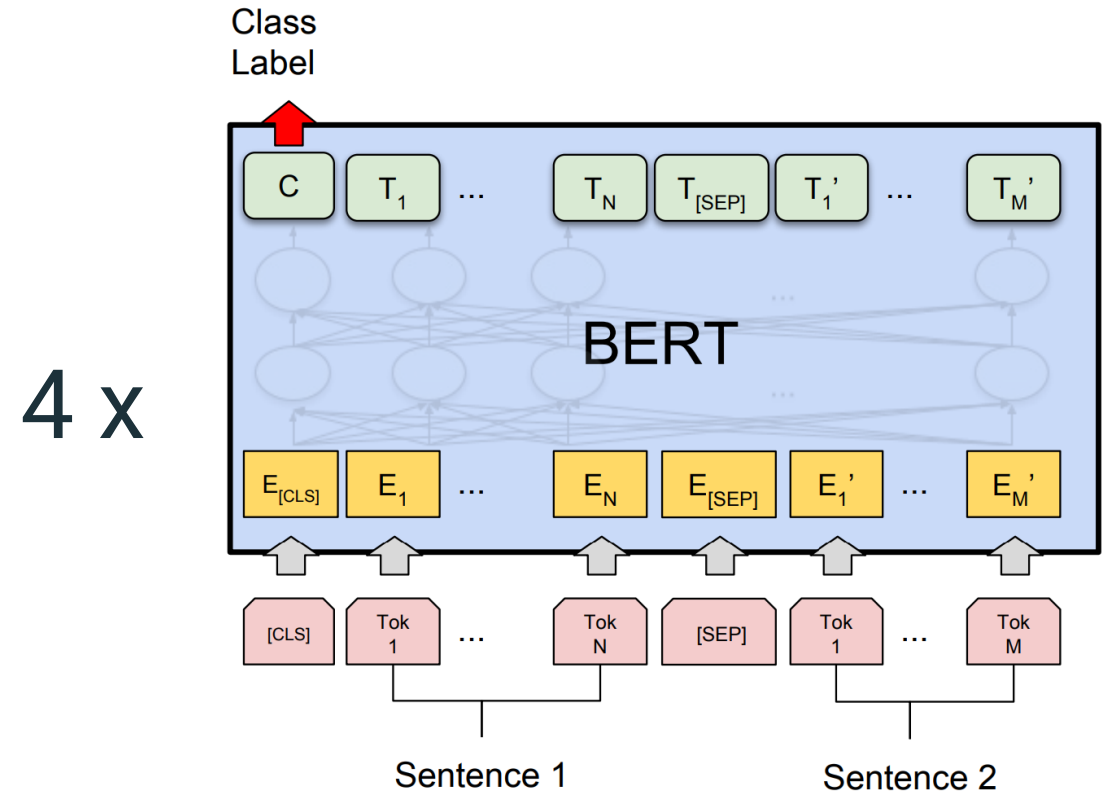 Class
Label
C T1 ... TN T[SEP] T1’ ... TM’
...
BERT
4 x
...
E[CLS] E1 ... EN E[SEP] E1’ ... EM’
[CLS] Tok 1 ... Tok N [SEP] Tok 1 ... Tok M
Sentence 1 Sentence 2